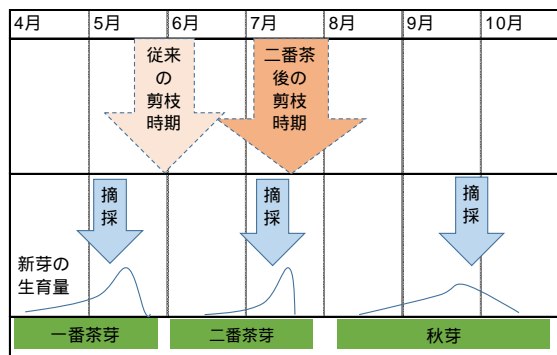 4月 5月 6月 7月 8月 9月 10月
従来
の
剪枝
時期
二番茶
後の
剪枝
時期
摘
採
摘
採
摘
採
新芽の
生育量
一番茶芽 二番茶芽 秋芽